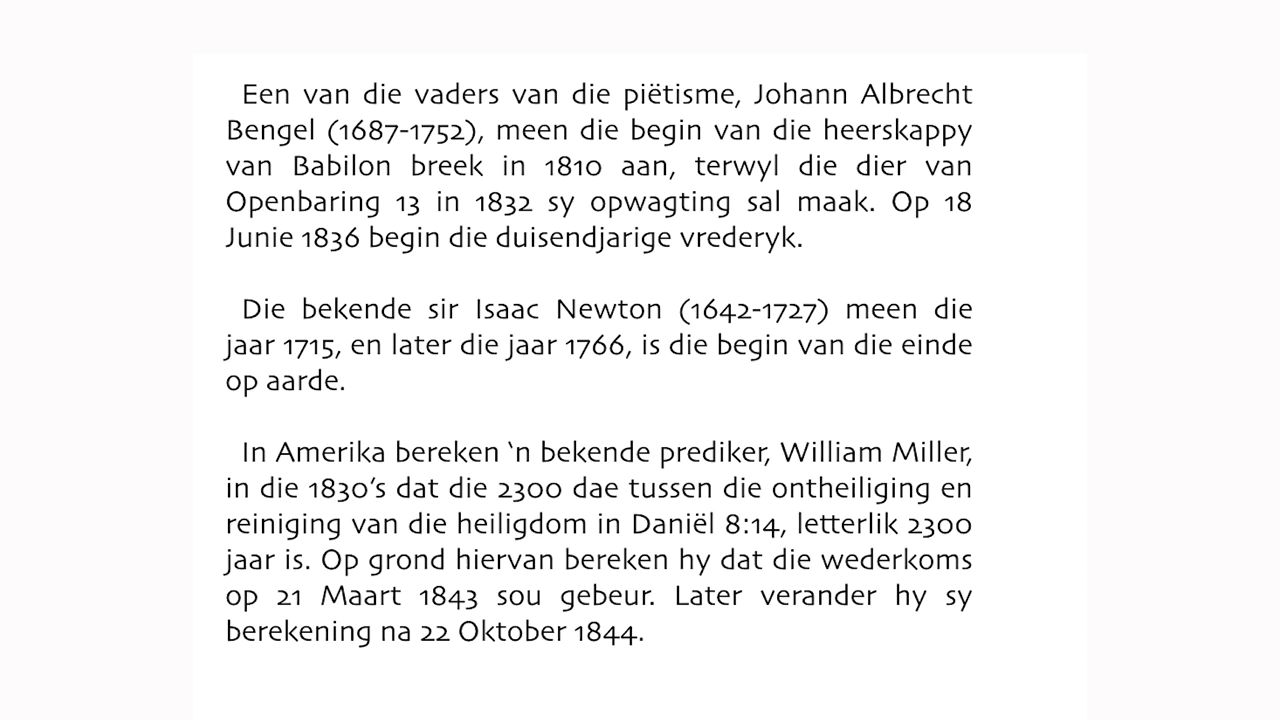 Een van die vaders van die piëtisme, Johann Albrecht
Bengel (1687-1752), meen die begin van die heerskappy
van Babilon breek in 1810 aan, terwyl die dier van
Openbaring 13 in 1832 sy opwagting sal maak. Op 18
Junie 1836 begin die duisendjarige vrederyk.
Die bekende sir Isaac Newton (1642-1727) meen die
jaar 1715, en later die jaar 1766, is die begin van die einde
op aarde.
In Amerika bereken ‛n bekende prediker, William Miller,
in die 1830’s dat die 2300 dae tussen die ontheiliging en
reiniging van die heiligdom in Daniël 8:14, letterlik 2300
jaar is. Op grond hiervan bereken hy dat die wederkoms
op 21 Maart 1843 sou gebeur. Later verander hy sy
berekening na 22 Oktober 1844.